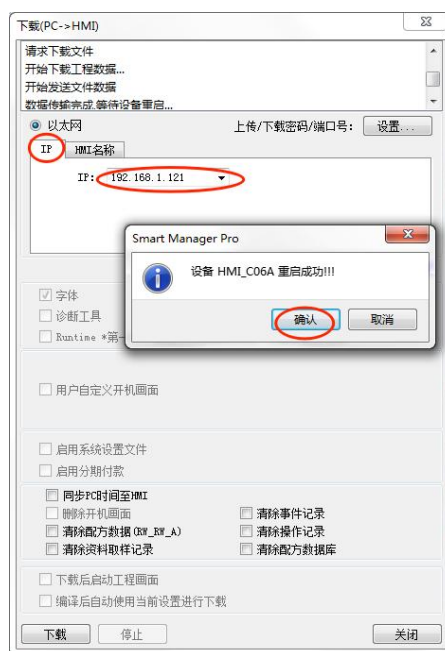 下载(PC->HMI)
请求下载文件
开始下载工程数据...
开始发送文件数据
数据传输完成,等待设备重启...
以太网
上传/下载密码/端口号：
设置...
IP
HMI名称
IP:
192.168.1.121
Smart Manager Pro
设备 HMI_C06A 重启成功!!!
确认
取消
字体
诊断工具
Runtime *第一
用户自定义开机画面
启用系统设置文件
启用分期付款
同步PC时间至HMI
删除开机画面
清除事件记录
清除配方数据(RW_RW_A)
清除操作记录
清除资料取样记录
清除配方数据库
下载后启动工程画面
编译后自动使用当前设置进行下载
下载
停止
关闭